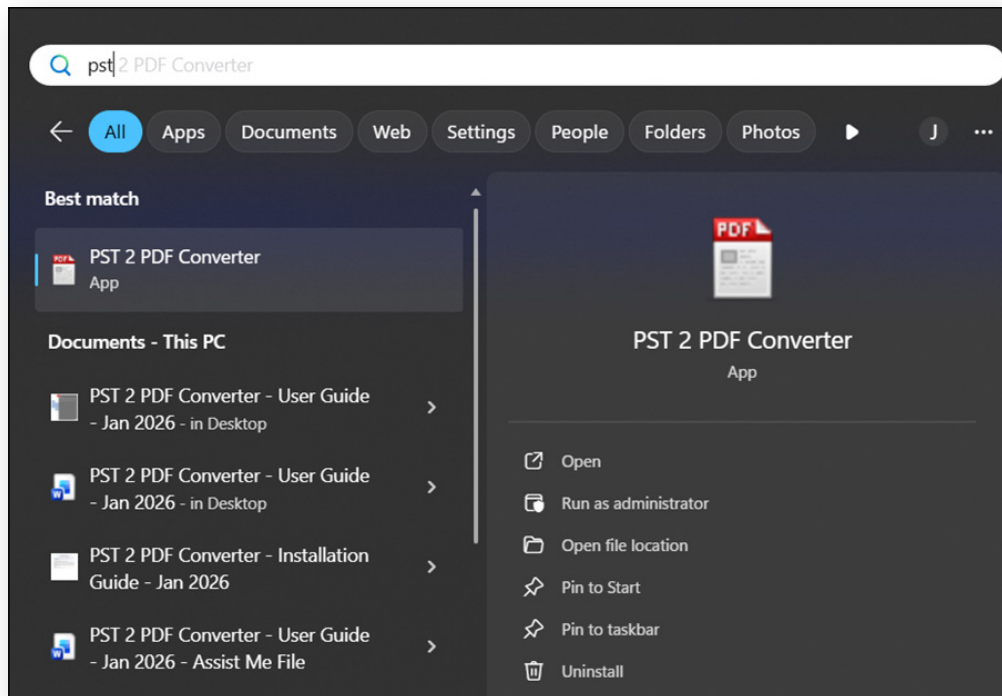 pst 2 PDF Converter
All Apps Documents Web Settings People Folders Photos J ...
Best match
PDF
PST 2 PDF Converter
App
Documents - This PC
PST 2 PDF Converter - User Guide
- Jan 2026 - in Desktop
PST 2 PDF Converter - User Guide
- Jan 2026 - in Desktop
PST 2 PDF Converter - Installation
Guide - Jan 2026
PST 2 PDF Converter - User Guide
- Jan 2026 - Assist Me File
PDF
PST 2 PDF Converter
App
Open
Run as administrator
Open file location
Pin to Start
Pin to taskbar
Uninstall